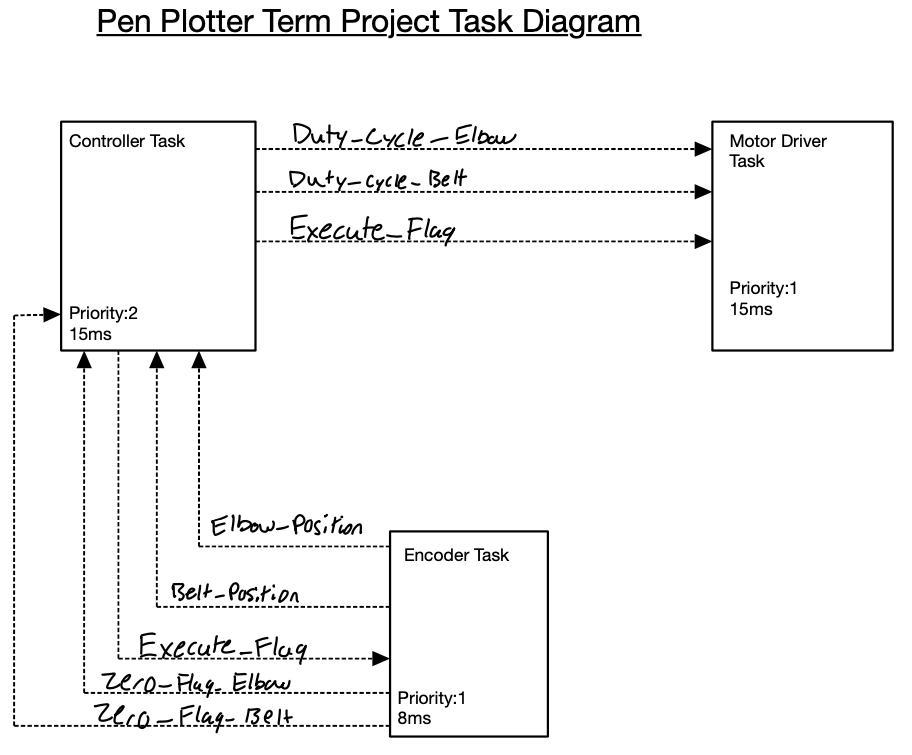 Pen Plotter Term Project Task Diagram
Controller Task
Duty_Cycle_Elbow
Motor Driver
Task
Duty_cycle_Belt
Execute_Flag
Priority:2
15ms
Priority:1
15ms
Elbow_Position
Encoder Task
Belt_Position
Execute_Flag
Zero_Flag_Elbow
Zero_Flag_Belt
Priority:1
8ms